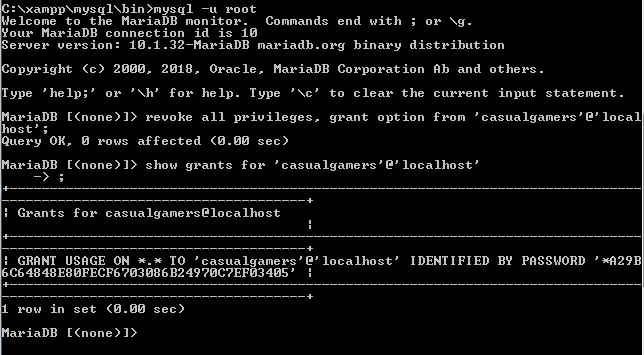 C:\xampp\mysql\bin>mysql -u root
Welcome to the MariaDB monitor.  Commands end with ; or \g.
Your MariaDB connection id is 10
Server version: 10.1.32-MariaDB mariadb.org binary distribution

Copyright (c) 2000, 2018, Oracle, MariaDB Corporation Ab and others.

Type 'help;' or '\h' for help. Type '\c' to clear the current input statement.

MariaDB [(none)]> revoke all privileges, grant option from 'casualgamers'@'local
host';
Query OK, 0 rows affected (0.00 sec)

MariaDB [(none)]> show grants for 'casualgamers'@'localhost'
    -> ;
+-------------------------------------------------------------------------------
--------------------------------------+
| Grants for casualgamers@localhost
                                      |
+-------------------------------------------------------------------------------
--------------------------------------+
| GRANT USAGE ON *.* TO 'casualgamers'@'localhost' IDENTIFIED BY PASSWORD '*A29B
6C64848E80FECF6703086B24970C7EF03405' |
+-------------------------------------------------------------------------------
--------------------------------------+
1 row in set (0.00 sec)

MariaDB [(none)]>